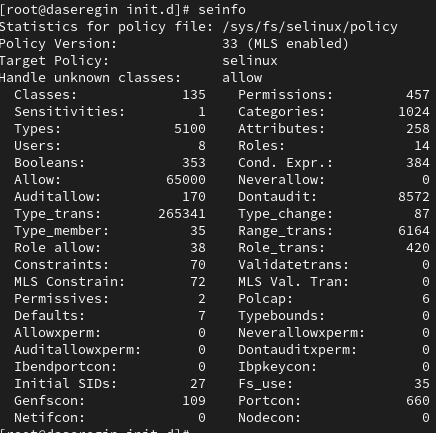 [root@daseregin init.d]# seinfo
Statistics for policy file: /sys/fs/selinux/policy
Policy Version:             33 (MLS enabled)
Target Policy:              selinux
Handle unknown classes:     allow
  Classes:             135    Permissions:         457
  Sensitivities:         1    Categories:         1024
  Types:              5100    Attributes:          258
  Users:                 8    Roles:                14
  Booleans:            353    Cond. Expr.:         384
  Allow:             65000    Neverallow:            0
  Auditallow:          170    Dontaudit:          8572
  Type_trans:       265341    Type_change:          87
  Type_member:          35    Range_trans:        6164
  Role allow:           38    Role_trans:          420
  Constraints:          70    Validatetrans:         0
  MLS Constrain:        72    MLS Val. Tran:         0
  Permissives:           2    Polcap:                6
  Defaults:              7    Typebounds:            0
  Allowxperm:            0    Neverallowxperm:       0
  Auditallowxperm:       0    Dontauditxperm:        0
  Ibendportcon:          0    Ibpkeycon:             0
  Initial SIDs:         27    Fs_use:               35
  Genfscon:            109    Portcon:             660
  Netifcon:              0    Nodecon:               0
[root@daseregin init.d]#